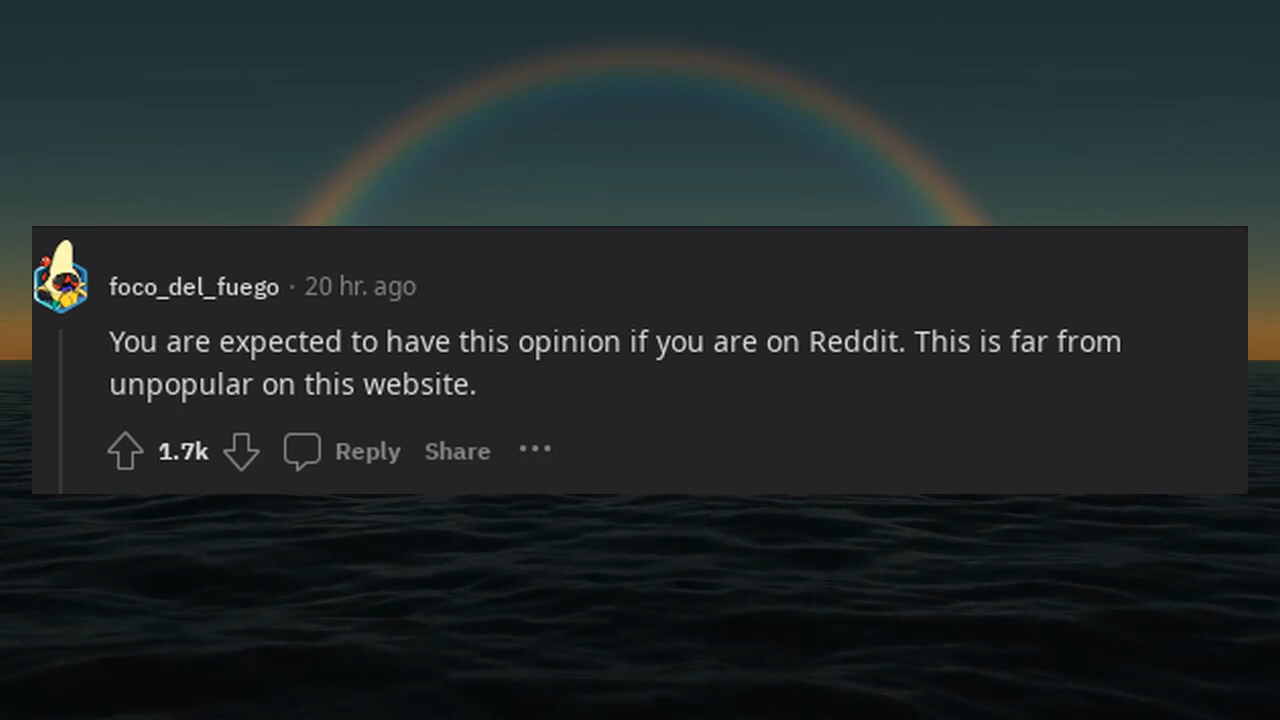 foco_del_fuego · 20 hr. ago
You are expected to have this opinion if you are on Reddit. This is far from
unpopular on this website.
1.7k Reply Share ···